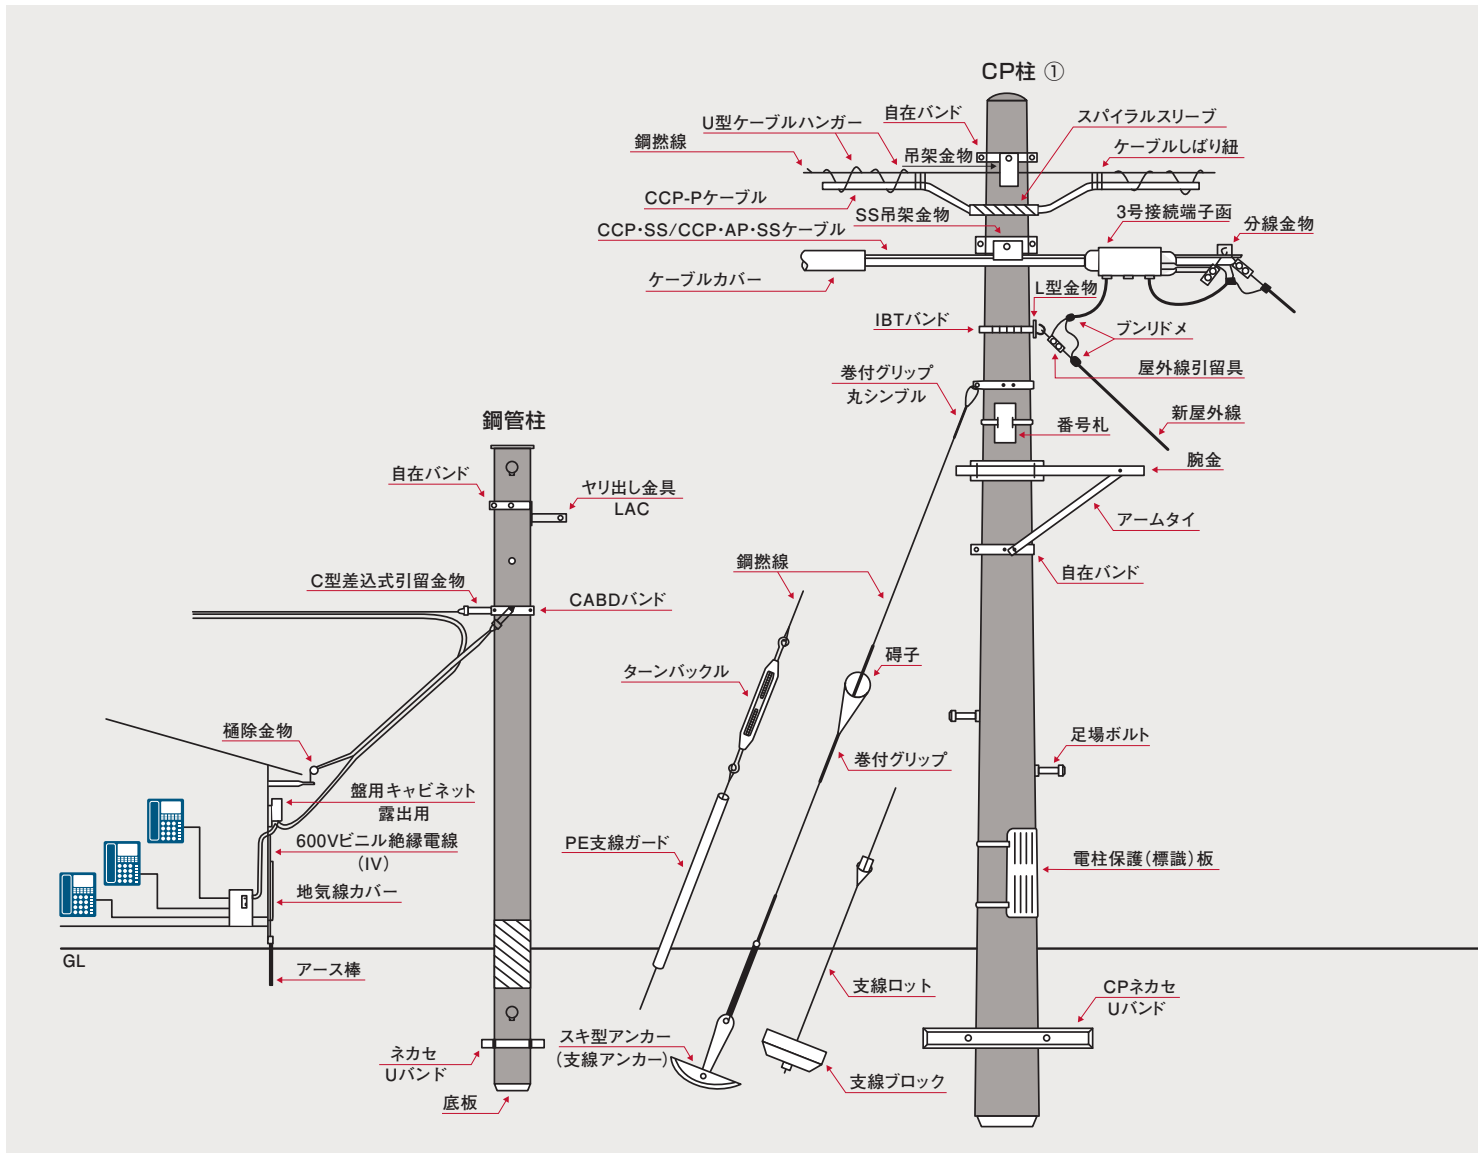 CP柱 ①
自在バンド
スパイラルスリーブ
U型ケーブルハンガー
鋼撚線
吊架金物
ケーブルしばり紐
CCP-Pケーブル
SS吊架金物
3号接続端子函
分線金物
CCP・SS/CCP・AP・SSケーブル
ケーブルカバー
L型金物
IBTバンド
ブンリドメ
屋外線引留具
巻付グリップ
丸シンブル
新屋外線
番号札
腕金
アームタイ
自在バンド
鋼管柱
自在バンド
ヤリ出し金具
LAC
C型差込式引留金物
CABDバンド
鋼撚線
ターンバックル
碍子
樋除金物
足場ボルト
巻付グリップ
盤用キャビネット
露出用
600Vビニル絶縁電線
(IV)
PE支線ガード
電柱保護(標識)板
地気線カバー
GL
アース棒
支線ロット
CPネカセ
Uバンド
スキ型アンカー
(支線アンカー)
ネカセ
Uバンド
支線ブロック
底板